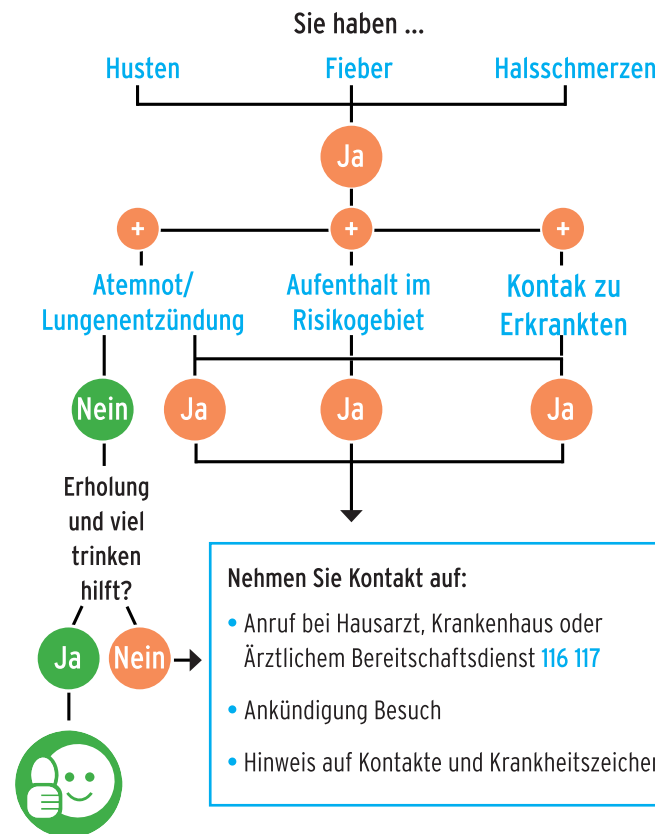 Sie haben ...
Husten
Fieber
Halsschmerzen
Ja
+
+
+
Atemnot/
Lungenentzündung
Aufenthalt im
Risikogebiet
Kontak zu
Erkrankten
Nein
Ja
Ja
Ja
Erholung
und viel
trinken
hilft?
Ja
Nein
Nehmen Sie Kontakt auf:
• Anruf bei Hausarzt, Krankenhaus oder
Ärztlichem Bereitschaftsdienst 116 117
• Ankündigung Besuch
• Hinweis auf Kontakte und Krankheitszeichen